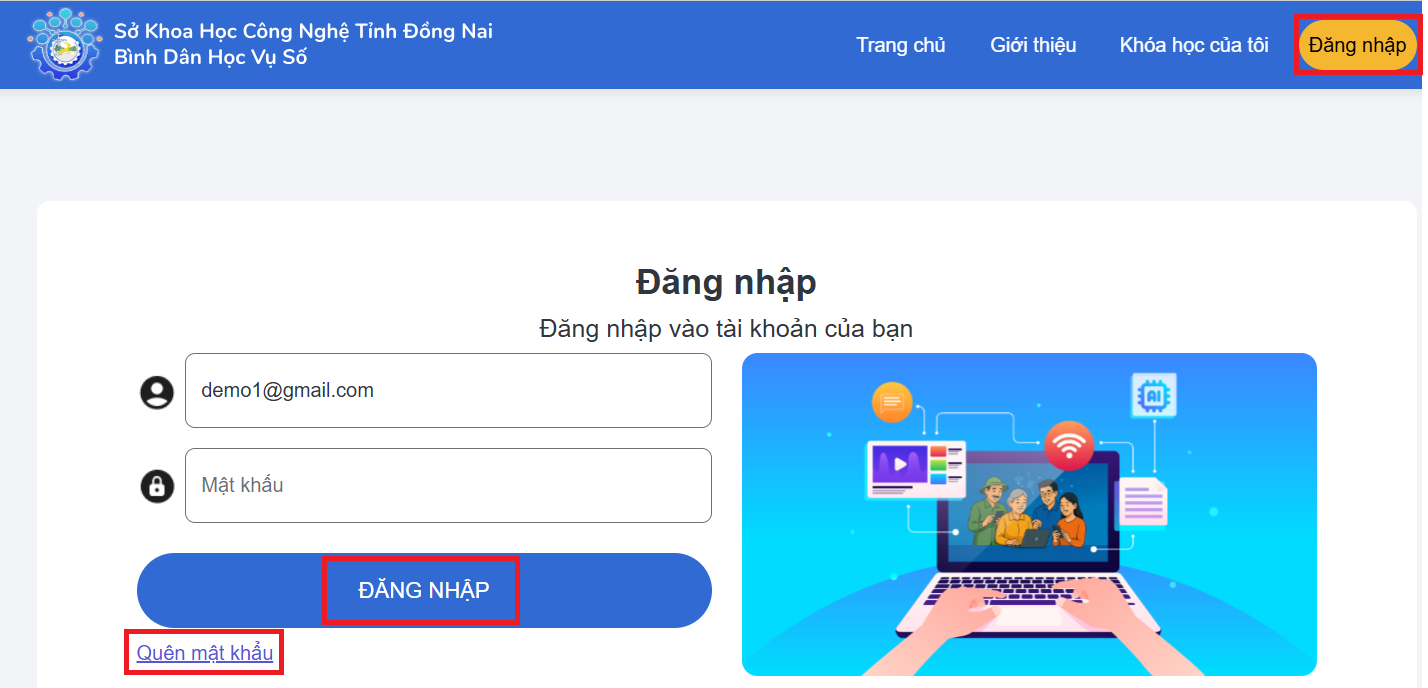 Sở Khoa Học Công Nghệ Tỉnh Đồng Nai
Bình Dân Học Vụ Số
Trang chủ
Giới thiệu
Khóa học của tôi
Đăng nhập
Đăng nhập
Đăng nhập vào tài khoản của bạn
demo1@gmail.com
Mật khẩu
ĐĂNG NHẬP
Quên mật khẩu
AI